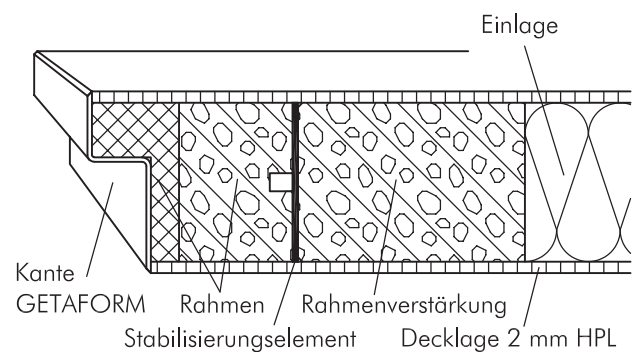 Einlage
Kante
GETAFORM
Rahmen
Rahmenverstärkung
Stabilisierungselement
Decklage 2 mm HPL